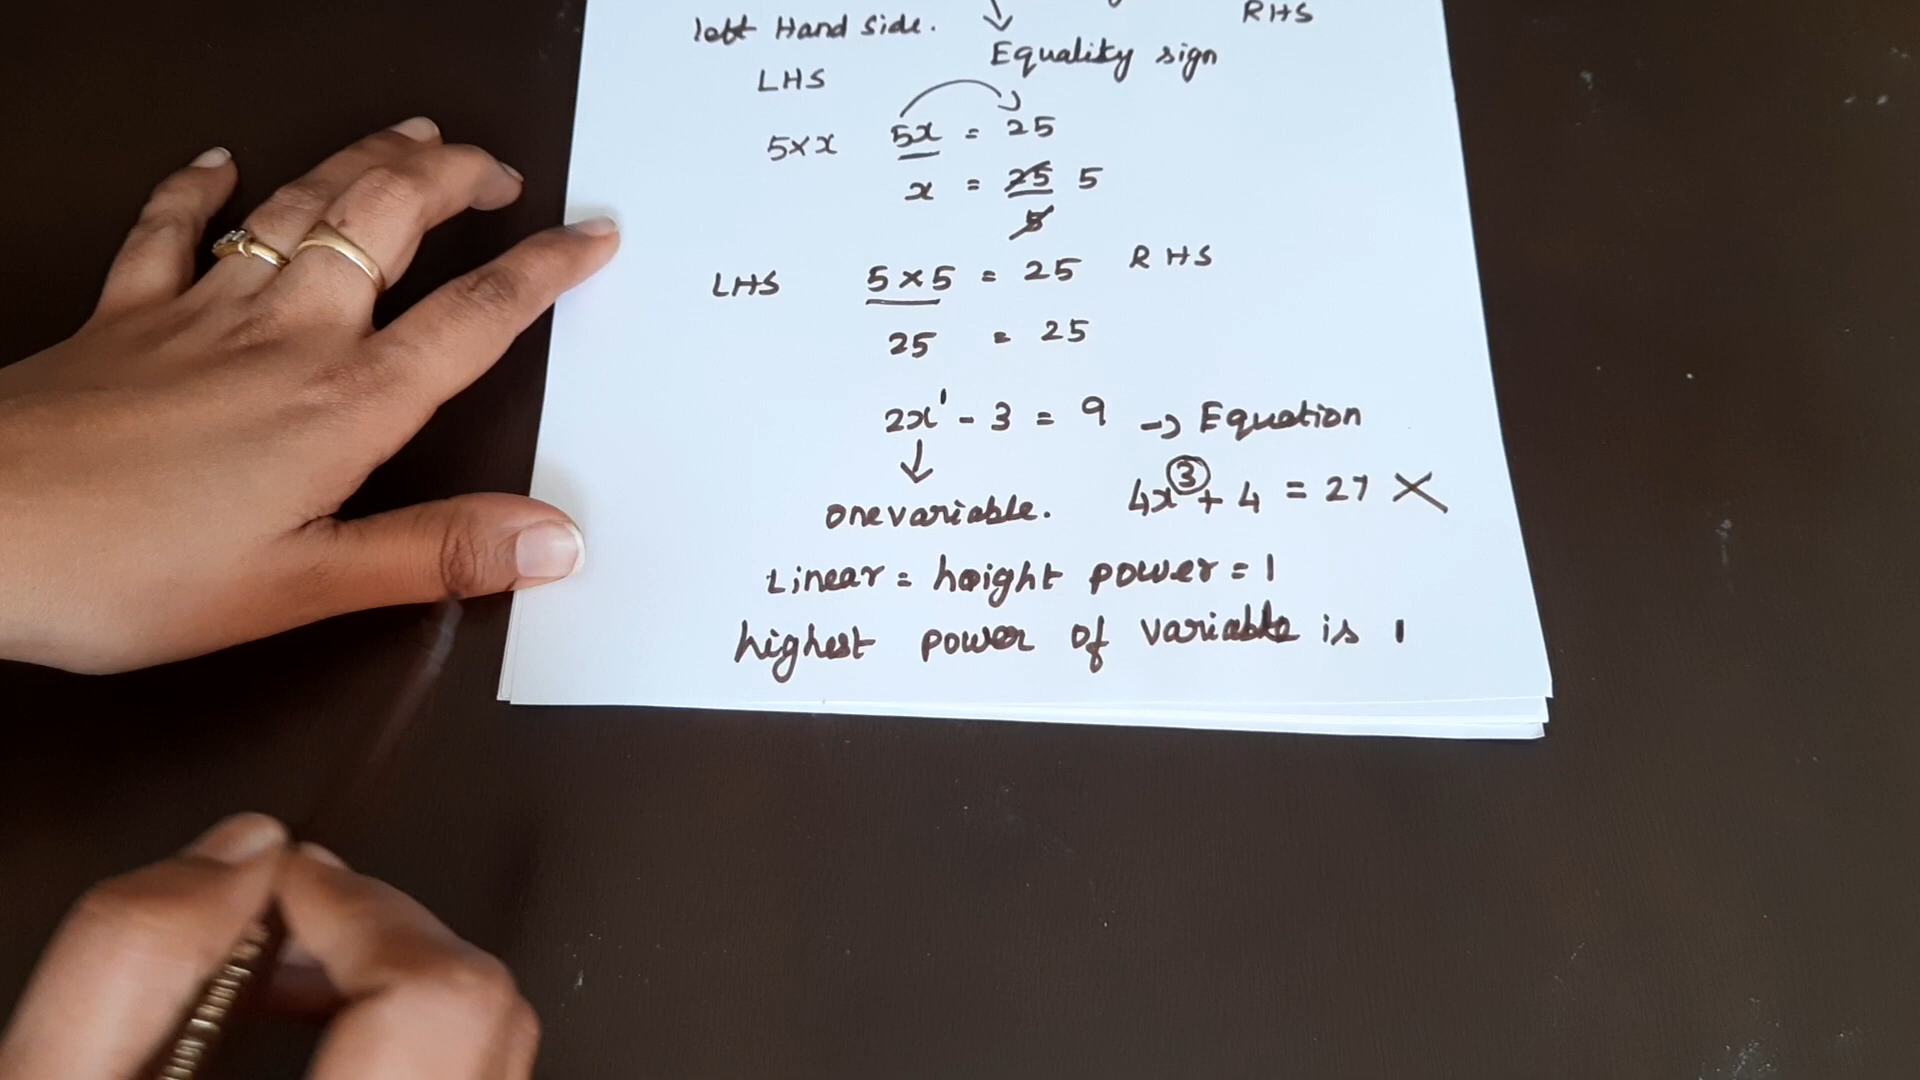 left Hand Side. RHS
Equality sign
LHS
5×x 5x = 25
x = 25 5
5
LHS 5×5 = 25 RHS
25 = 25
2x¹ - 3 = 9 → Equation
↓
onevariable. 4x³ + 4 = 27 ×
Linear = height power = 1
highest power of variable is 1